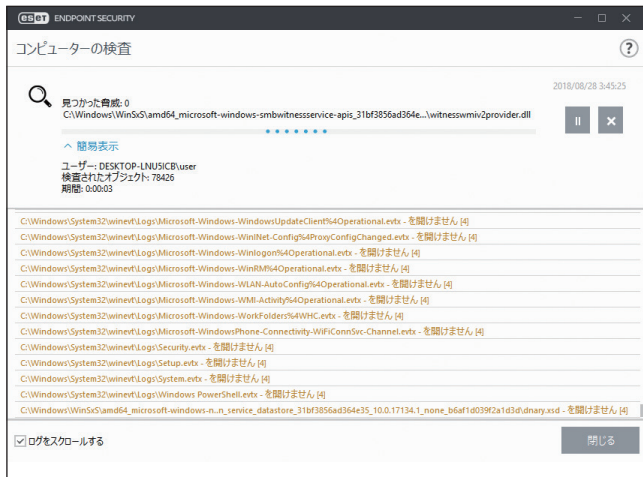 eset ENDPOINT SECURITY
コンピューターの検査
?
2018/08/28 3:45:25
見つかった脅威: 0
C:\Windows\WinSxS\amd64_microsoft-windows-smbwitnessservice-apis_31bf3856ad364e...\witnesswmiv2provider.dll
簡易表示
ユーザー: DESKTOP-LNU5ICB\user
検査されたオブジェクト: 78426
期間: 0:00:03
C:\Windows\System32\winevt\Logs\Microsoft-Windows-WindowsUpdateClient%4Operational.evtx - を開けません [4]
C:\Windows\System32\winevt\Logs\Microsoft-Windows-WinINet-Config%4ProxyConfigChanged.evtx - を開けません [4]
C:\Windows\System32\winevt\Logs\Microsoft-Windows-Winlogon%4Operational.evtx - を開けません [4]
C:\Windows\System32\winevt\Logs\Microsoft-Windows-WinRM%4Operational.evtx - を開けません [4]
C:\Windows\System32\winevt\Logs\Microsoft-Windows-WLAN-AutoConfig%4Operational.evtx - を開けません [4]
C:\Windows\System32\winevt\Logs\Microsoft-Windows-WMI-Activity%4Operational.evtx - を開けません [4]
C:\Windows\System32\winevt\Logs\Microsoft-Windows-WorkFolders%4WHC.evtx - を開けません [4]
C:\Windows\System32\winevt\Logs\Microsoft-WindowsPhone-Connectivity-WiFiConnSvc-Channel.evtx - を開けません [4]
C:\Windows\System32\winevt\Logs\Security.evtx - を開けません [4]
C:\Windows\System32\winevt\Logs\Setup.evtx - を開けません [4]
C:\Windows\System32\winevt\Logs\System.evtx - を開けません [4]
C:\Windows\System32\winevt\Logs\Windows PowerShell.evtx - を開けません [4]
C:\Windows\WinSxS\amd64_microsoft-windows-n..n_service_datastore_31bf3856ad364e35_10.0.17134.1_none_b6af1d039f2a1d3d\dnary.xsd - を開けません [4]
ログをスクロールする
閉じる